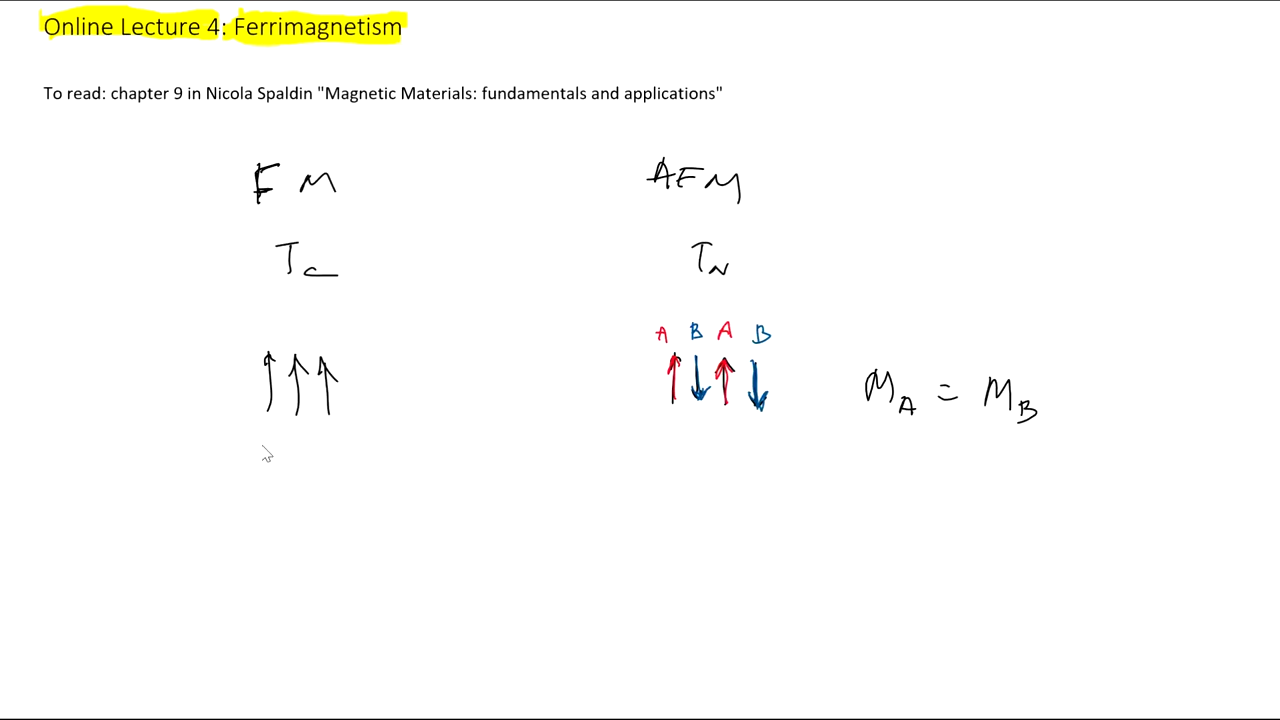 Online Lecture 4: Ferrimagnetism
To read: chapter 9 in Nicola Spaldin "Magnetic Materials: fundamentals and applications"
FM AFM
Tc TN
A B A B
MA = MB